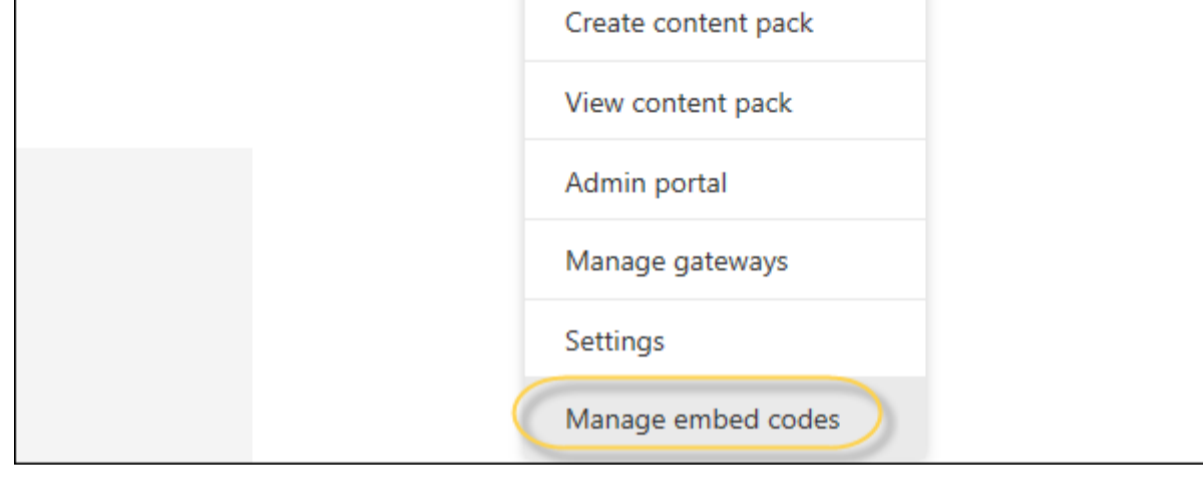 Create content pack
View content pack
Admin portal
Manage gateways
Settings
Manage embed codes